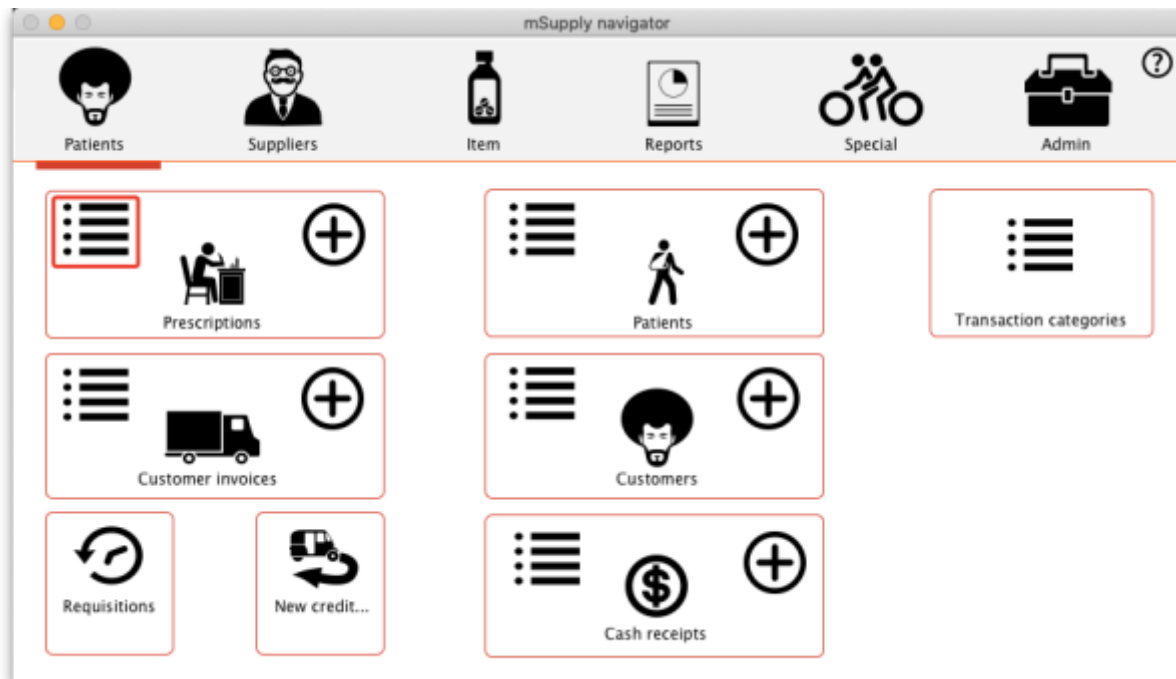 mSupply navigator
?
Patients
Suppliers
Item
Reports
Special
Admin
Prescriptions
Patients
Transaction categories
Customer invoices
Customers
Requisitions
New credit...
$
Cash receipts